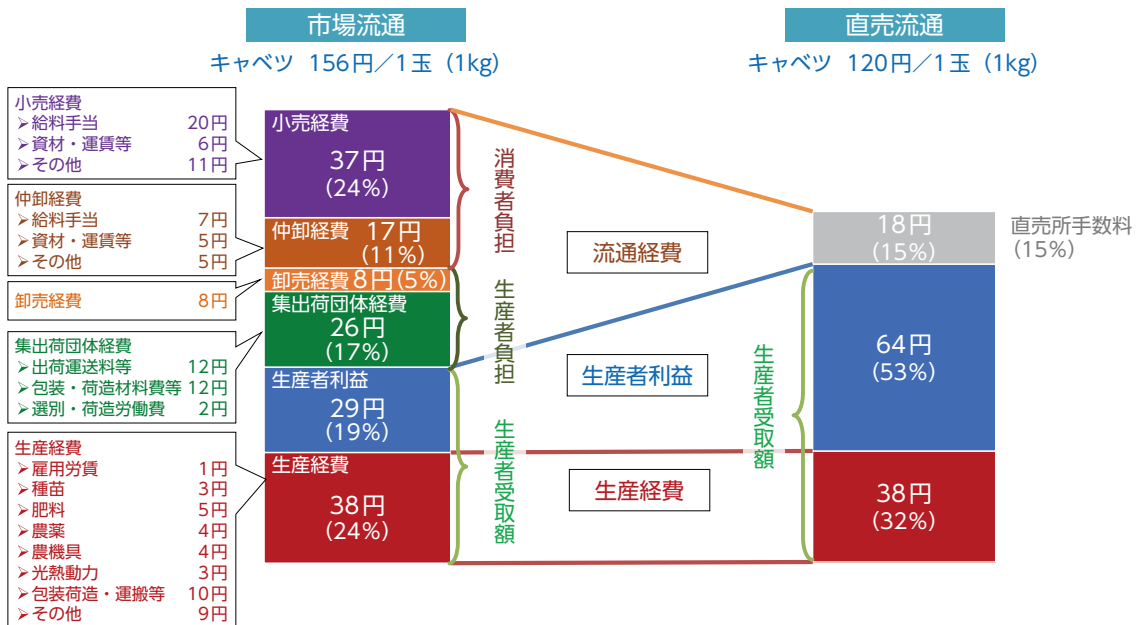 市場流通
キャベツ 156円／1玉（1kg）
直売流通
キャベツ 120円／1玉（1kg）
小売経費
➢給料手当 20円
➢資材・運賃等 6円
➢その他 11円
仲卸経費
➢給料手当 7円
➢資材・運賃等 5円
➢その他 5円
卸売経費 8円
集出荷団体経費
➢出荷運送料等 12円
➢包装・荷造材料費等 12円
➢選別・荷造労働費 2円
生産経費
➢雇用労賃 1円
➢種苗 3円
➢肥料 5円
➢農薬 4円
➢農機具 4円
➢光熱動力 3円
➢包装荷造・運搬等 10円
➢その他 9円
小売経費
37円
(24%)
仲卸経費 17円
(11%)
卸売経費 8円(5%)
集出荷団体経費
26円
(17%)
生産者利益
29円
(19%)
生産経費
38円
(24%)
消費者負担
生産者負担
生産者受取額
流通経費
生産者利益
生産経費
生産者受取額
18円
(15%)
64円
(53%)
38円
(32%)
直売所手数料
(15%)